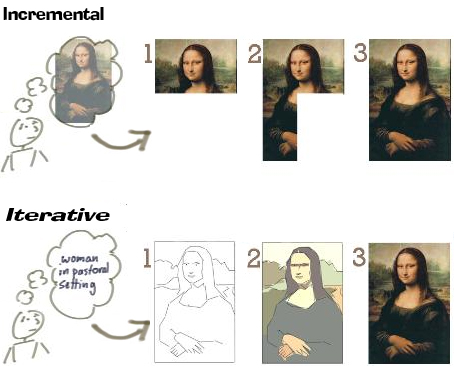 Incremental
1 2 3
Iterative
woman
in pastoral
setting
1 2 3